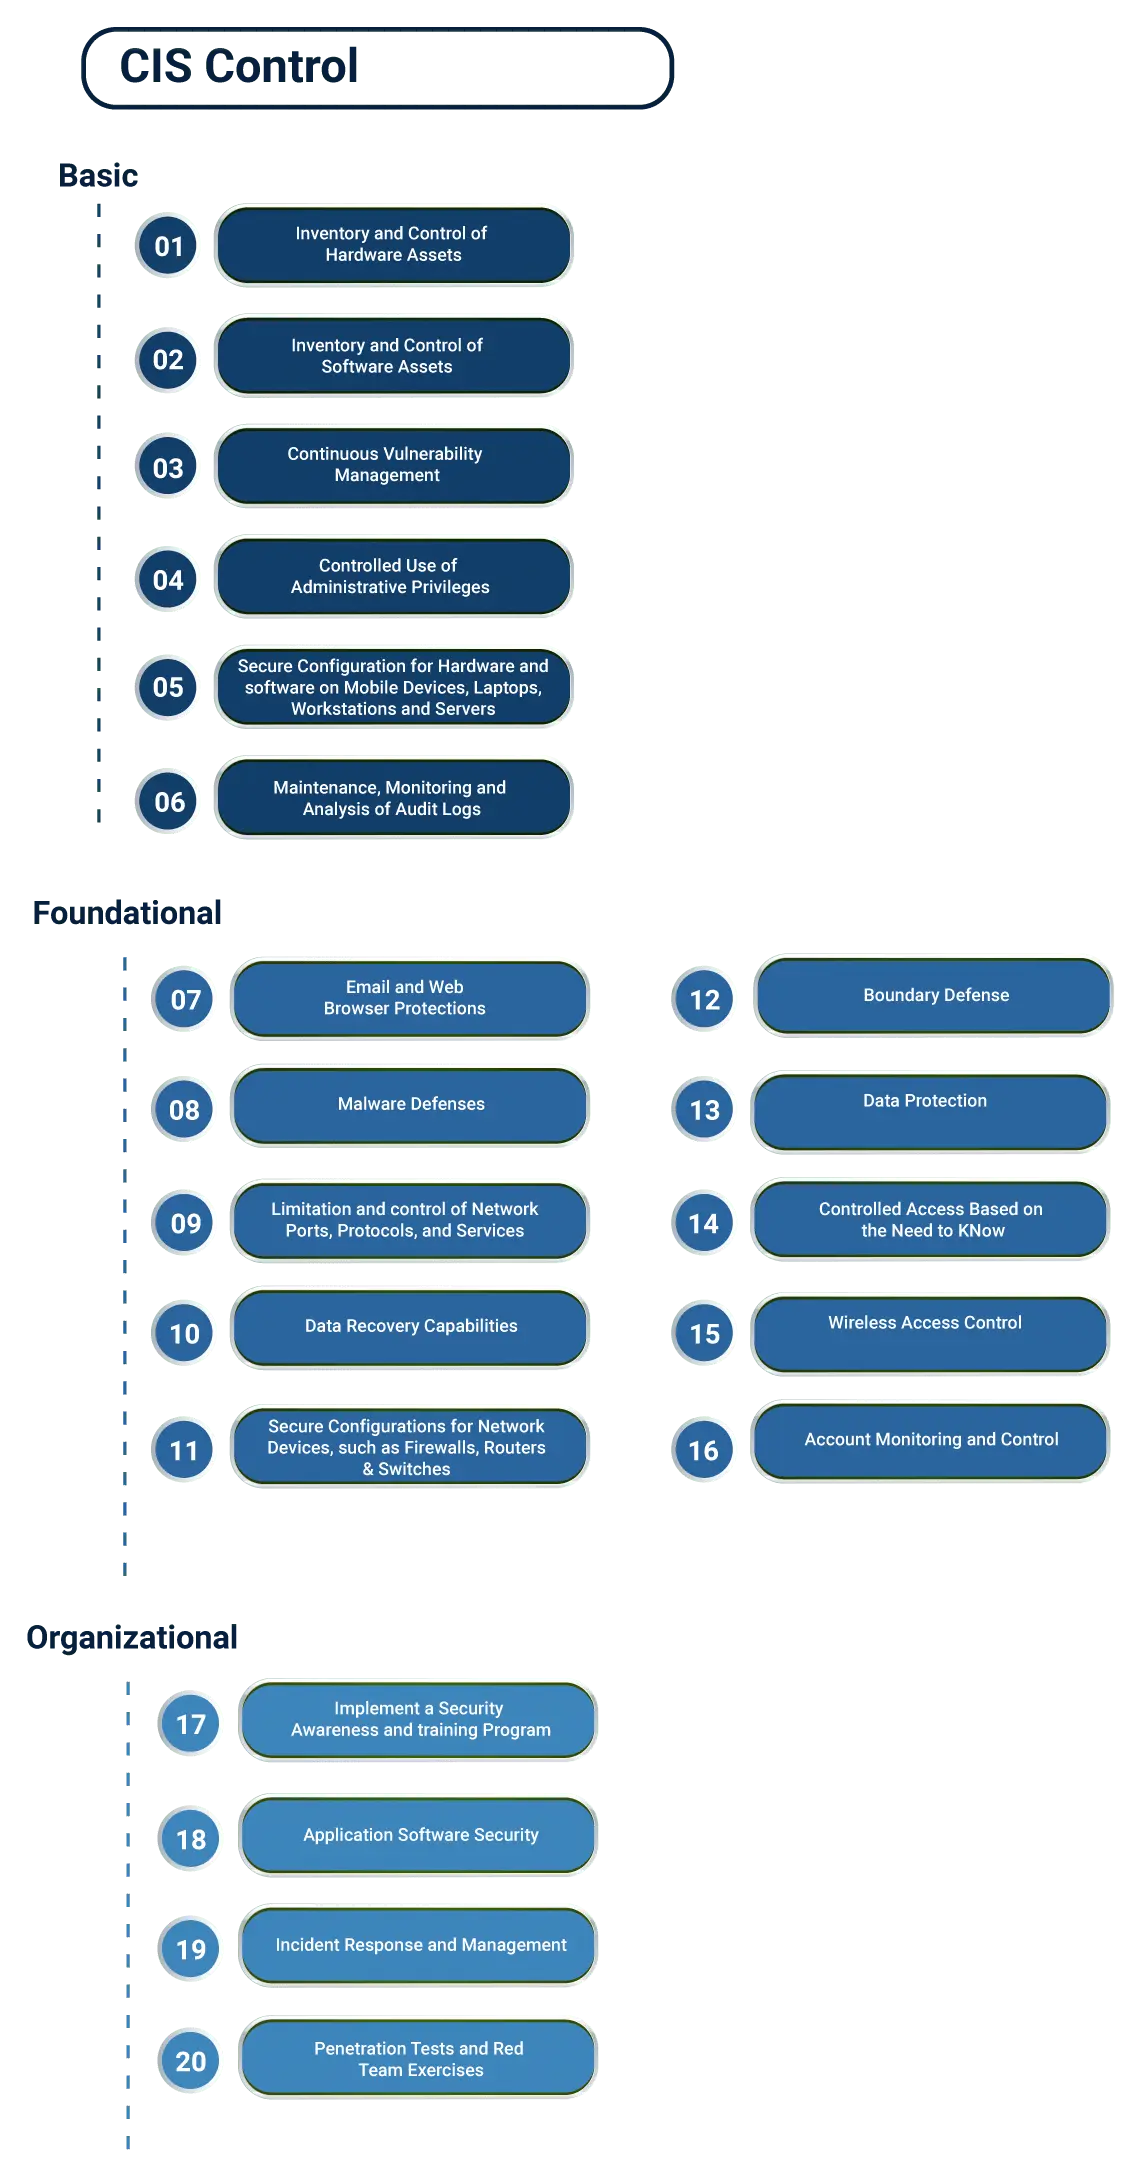 CIS Control
Basic
01
Inventory and Control of
Hardware Assets
02
Inventory and Control of
Software Assets
03
Continuous Vulnerability
Management
04
Controlled Use of
Administrative Privileges
05
Secure Configuration for Hardware and
software on Mobile Devices, Laptops,
Workstations and Servers
06
Maintenance, Monitoring and
Analysis of Audit Logs
Foundational
07
Email and Web
Browser Protections
08
Malware Defenses
09
Limitation and control of Network
Ports, Protocols, and Services
10
Data Recovery Capabilities
11
Secure Configurations for Network
Devices, such as Firewalls, Routers
& Switches
12
Boundary Defense
13
Data Protection
14
Controlled Access Based on
the Need to KNow
15
Wireless Access Control
16
Account Monitoring and Control
Organizational
17
Implement a Security
Awareness and training Program
18
Application Software Security
19
Incident Response and Management
20
Penetration Tests and Red
Team Exercises